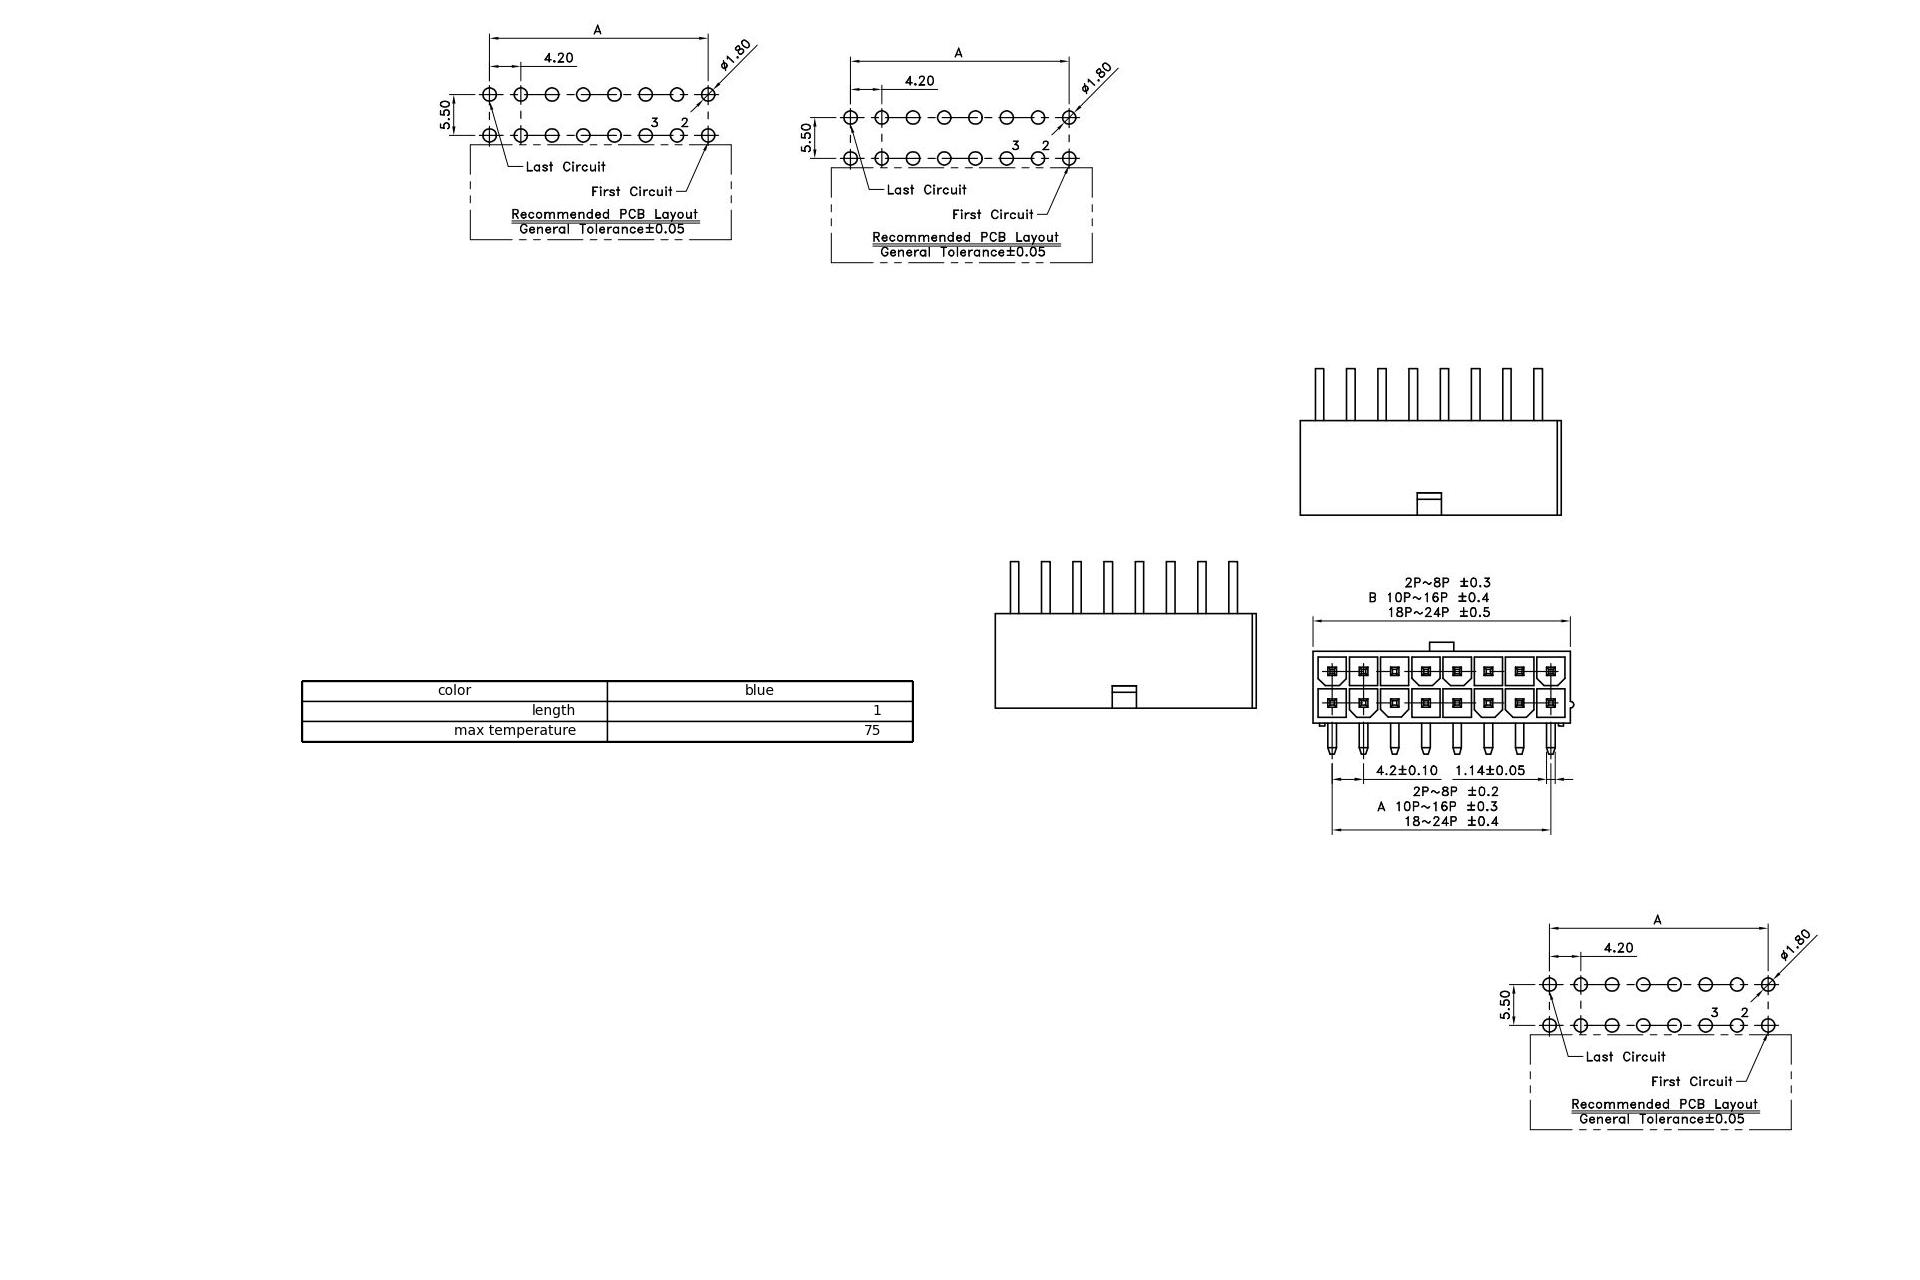 A
4.20
ø1.80
5.50
3 2
Last Circuit
First Circuit
Recommended PCB Layout
General Tolerance±0.05
A
4.20
ø1.80
5.50
3 2
Last Circuit
First Circuit
Recommended PCB Layout
General Tolerance±0.05
2P~8P ±0.3
B 10P~16P ±0.4
18P~24P ±0.5
color blue
length 1
max temperature 75
4.2±0.10 1.14±0.05
2P~8P ±0.2
A 10P~16P ±0.3
18~24P ±0.4
A
4.20
ø1.80
5.50
3 2
Last Circuit
First Circuit
Recommended PCB Layout
General Tolerance±0.05